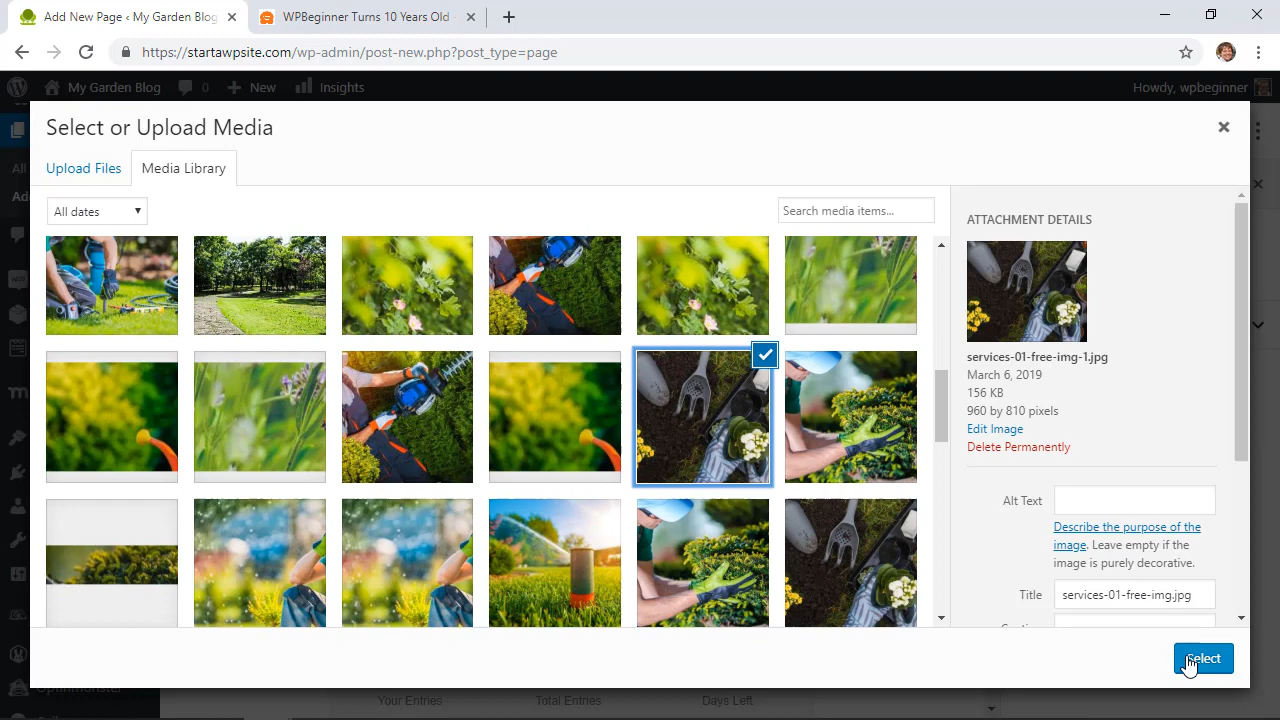 Add New Page ‹ My Garden Blog
WPBeginner Turns 10 Years Old -
https://startawpsite.com/wp-admin/post-new.php?post_type=page
My Garden Blog
0
New
Insights
Howdy, wpbeginner
Select or Upload Media
Upload Files
Media Library
All dates
Search media items...
ATTACHMENT DETAILS
services-01-free-img-1.jpg
March 6, 2019
156 KB
960 by 810 pixels
Edit Image
Delete Permanently
Alt Text
Describe the purpose of the
image. Leave empty if the
image is purely decorative.
Title
services-01-free-img.jpg
Select
All
Your Entries
Total Entries
Days Left